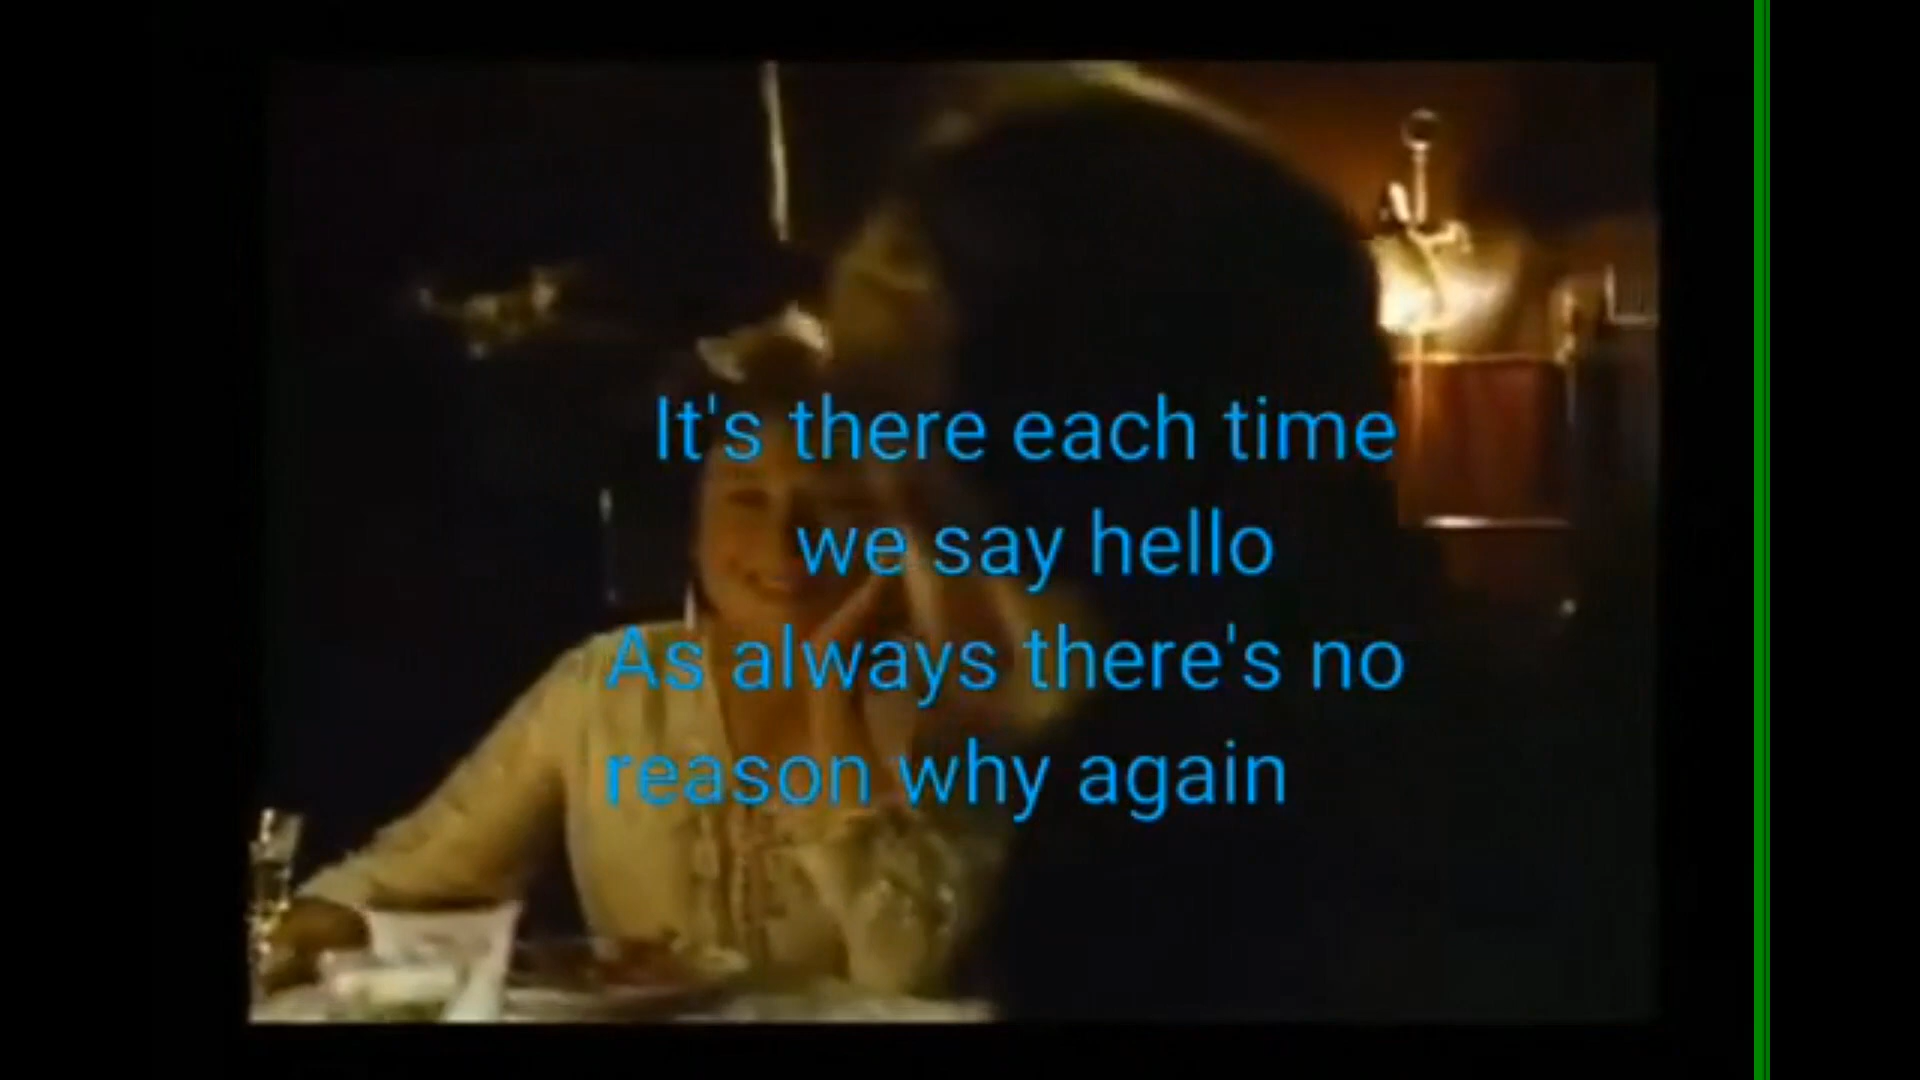 It's there each time
we say hello
As always there's no
reason why again